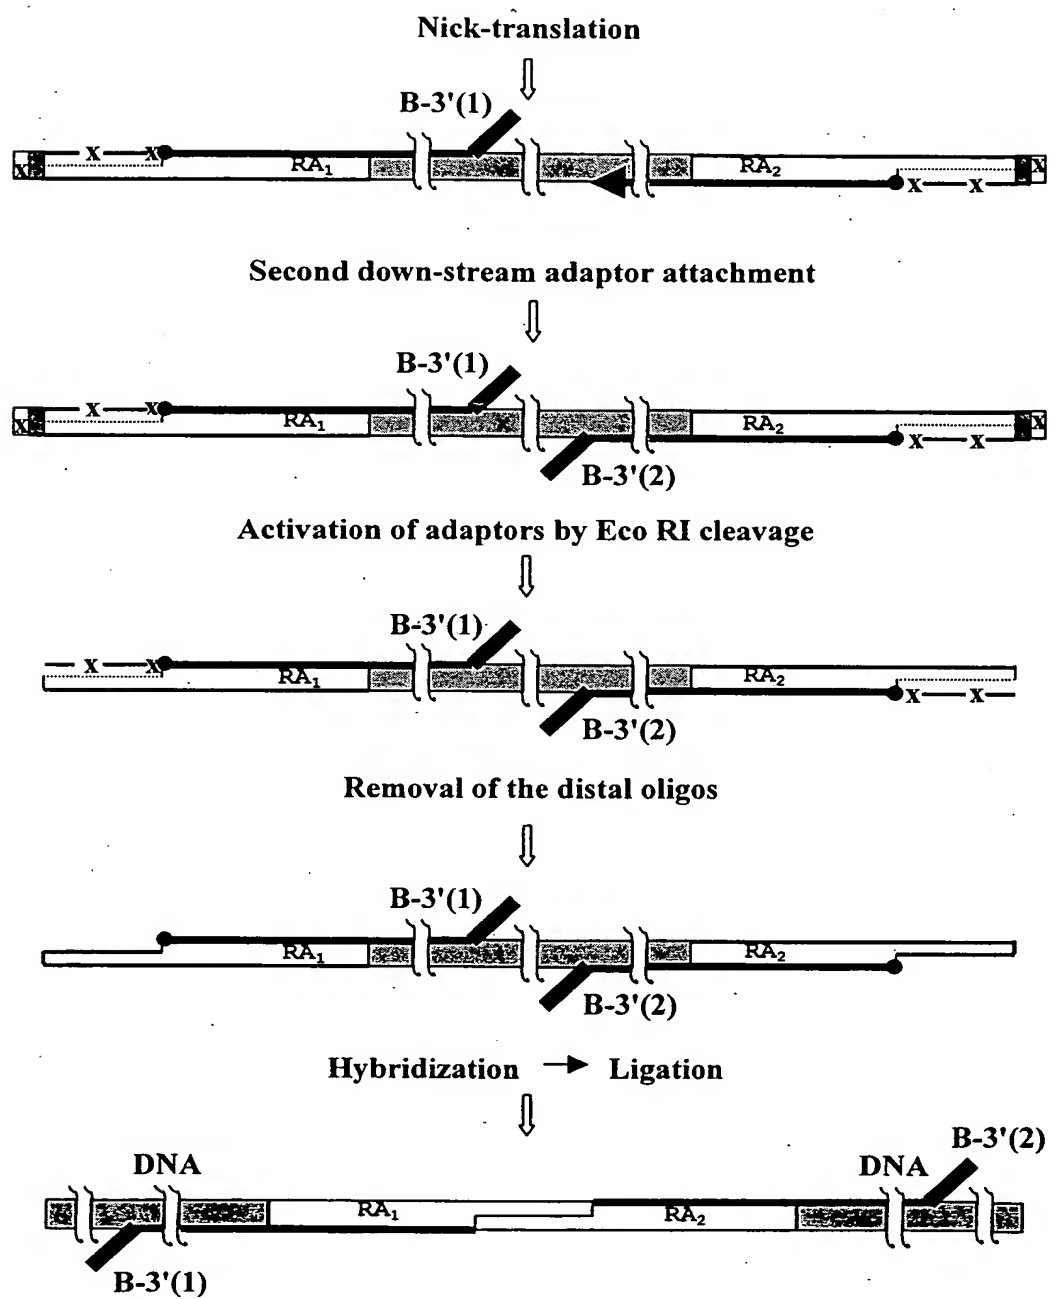 Nick-translation
B-3'(1)
x x RA₁ RA₂ x x
x x
Second down-stream adaptor attachment
B-3'(1)
x x RA₁ x RA₂ x x
x x
B-3'(2)
Activation of adaptors by Eco RI cleavage
B-3'(1)
x x RA₁ RA₂ x x
B-3'(2)
Removal of the distal oligos
B-3'(1)
RA₁ RA₂
B-3'(2)
Hybridization → Ligation
B-3'(2)
DNA DNA
RA₁ RA₂
B-3'(1)